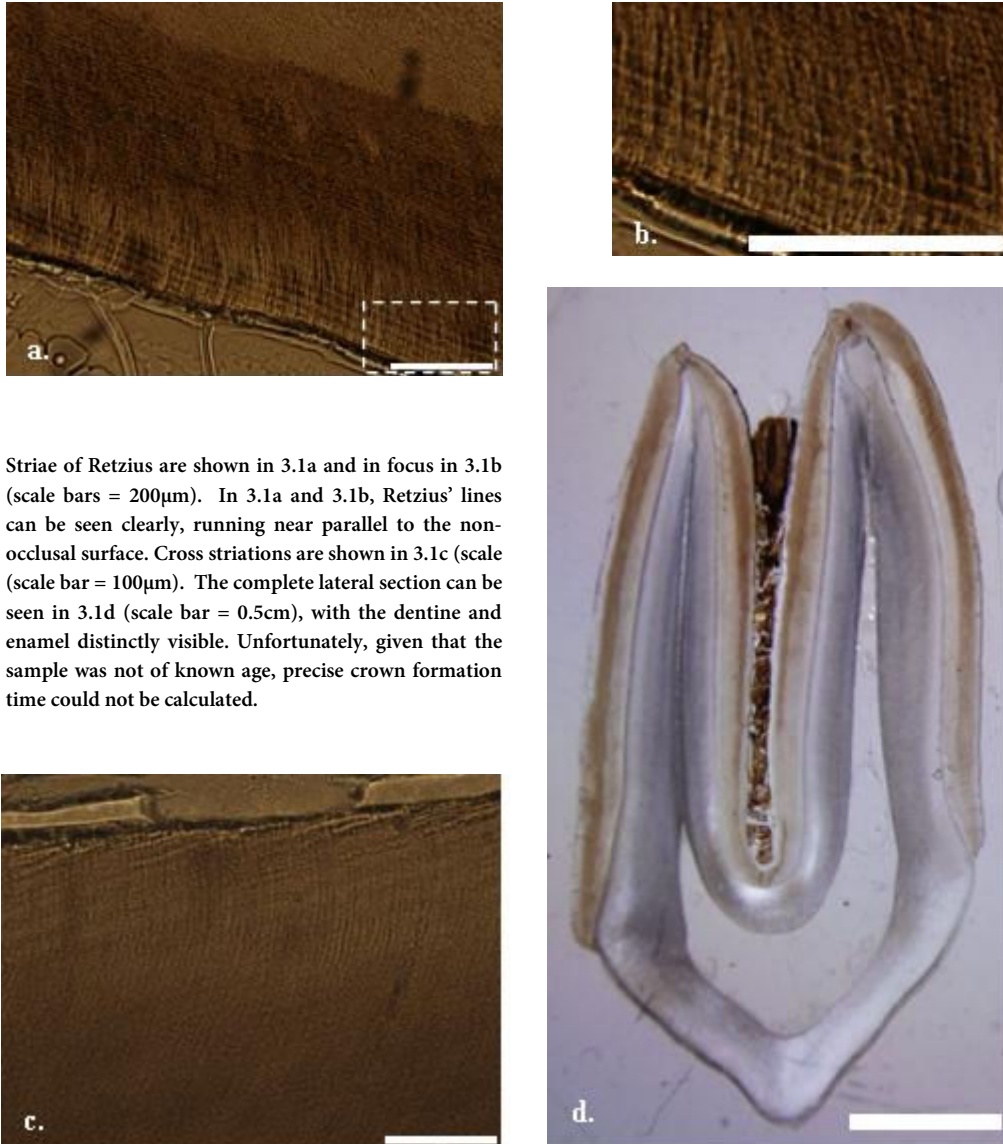 a.
b.
Striae of Retzius are shown in 3.1a and in focus in 3.1b
(scale bars = 200μm). In 3.1a and 3.1b, Retzius' lines
can be seen clearly, running near parallel to the non-
occlusal surface. Cross striations are shown in 3.1c (scale
(scale bar = 100μm). The complete lateral section can be
seen in 3.1d (scale bar = 0.5cm), with the dentine and
enamel distinctly visible. Unfortunately, given that the
sample was not of known age, precise crown formation
time could not be calculated.
c.
d.